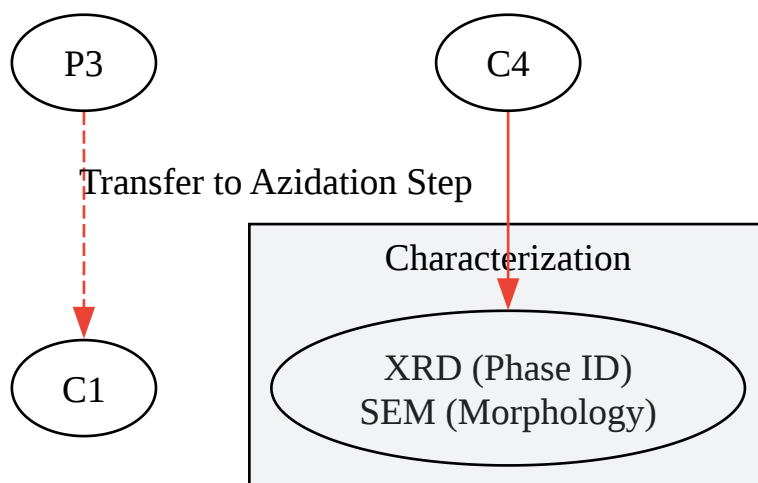 P3
C4
Transfer to Azidation Step
Characterization
C1
XRD (Phase ID)
SEM (Morphology)